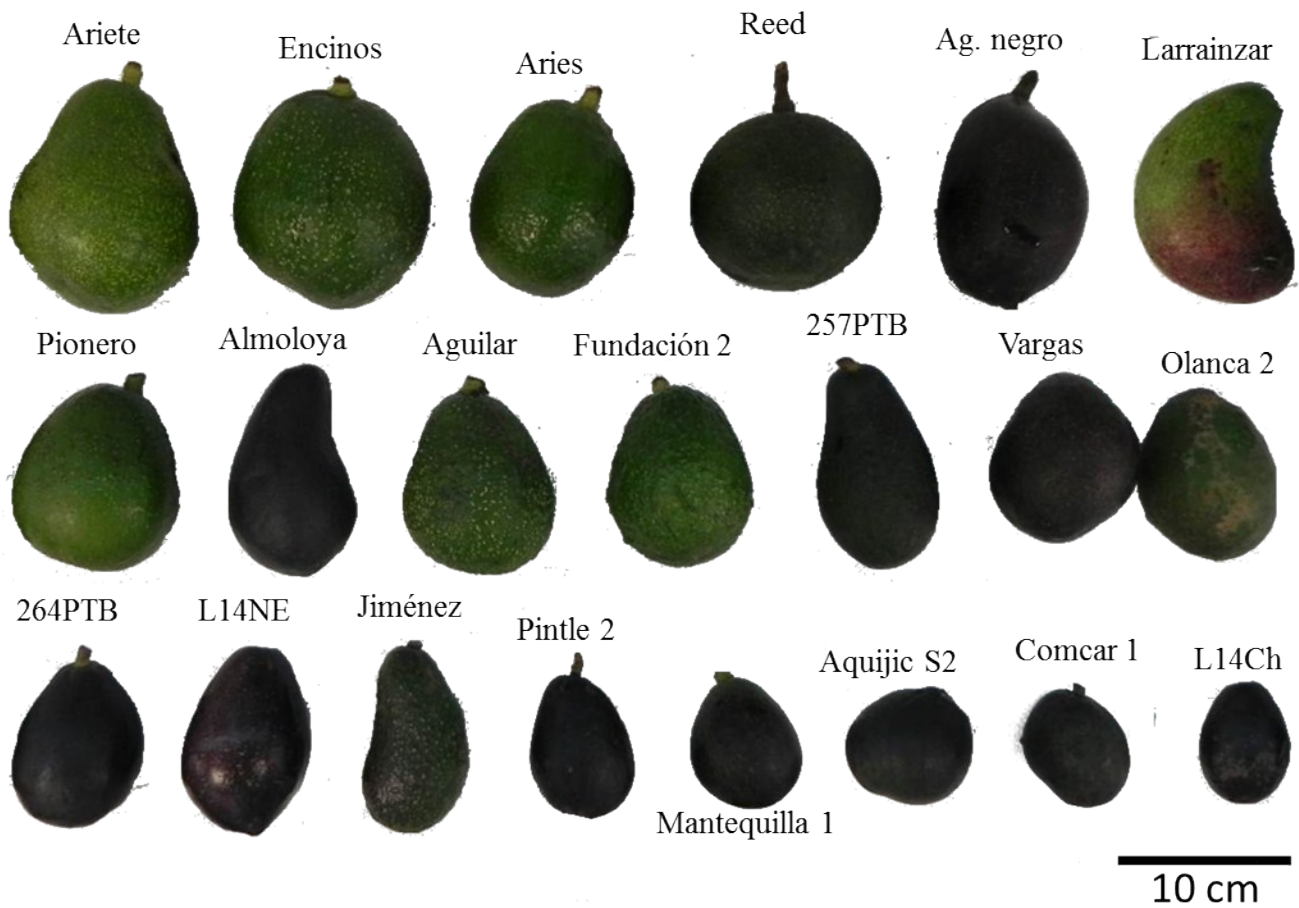 Ariete
Encinos
Aries
Reed
Ag. negro
Larrainzar
Pionero
Almoloya
Aguilar
Fundación 2
257PTB
Vargas
Olanca 2
264PTB
L14NE
Jiménez
Pintle 2
Mantequilla 1
Aquijic S2
Comcar 1
L14Ch
10 cm